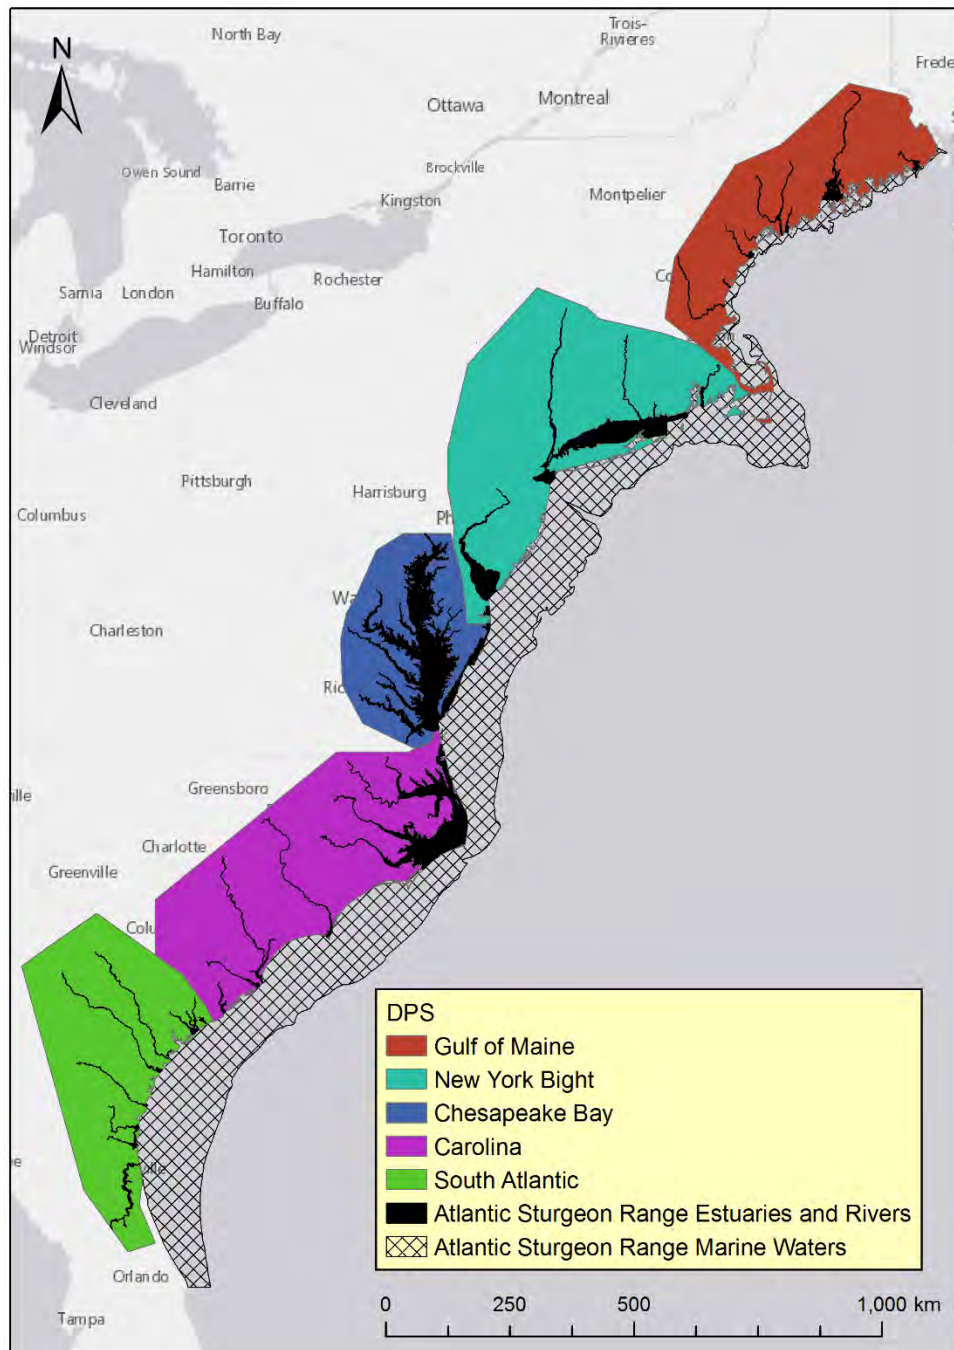 North Bay
Trois-
Rivieres
Frede
N
Ottawa
Montreal
Owen Sound
Barrie
Brockville
Kingston
Montpelier
Toronto
Hamilton
Rochester
Co
Sarnia
London
Buffalo
Detroit
Windsor
Cleveland
Pittsburgh
Harrisburg
Columbus
Ph
Wa
Charleston
Ric
Greensboro
ille
Charlotte
Greenville
Colu
DPS
Gulf of Maine
New York Bight
Chesapeake Bay
Carolina
South Atlantic
Atlantic Sturgeon Range Estuaries and Rivers
Atlantic Sturgeon Range Marine Waters
ville
e
Orlando
Tampa
0 250 500 1,000 km